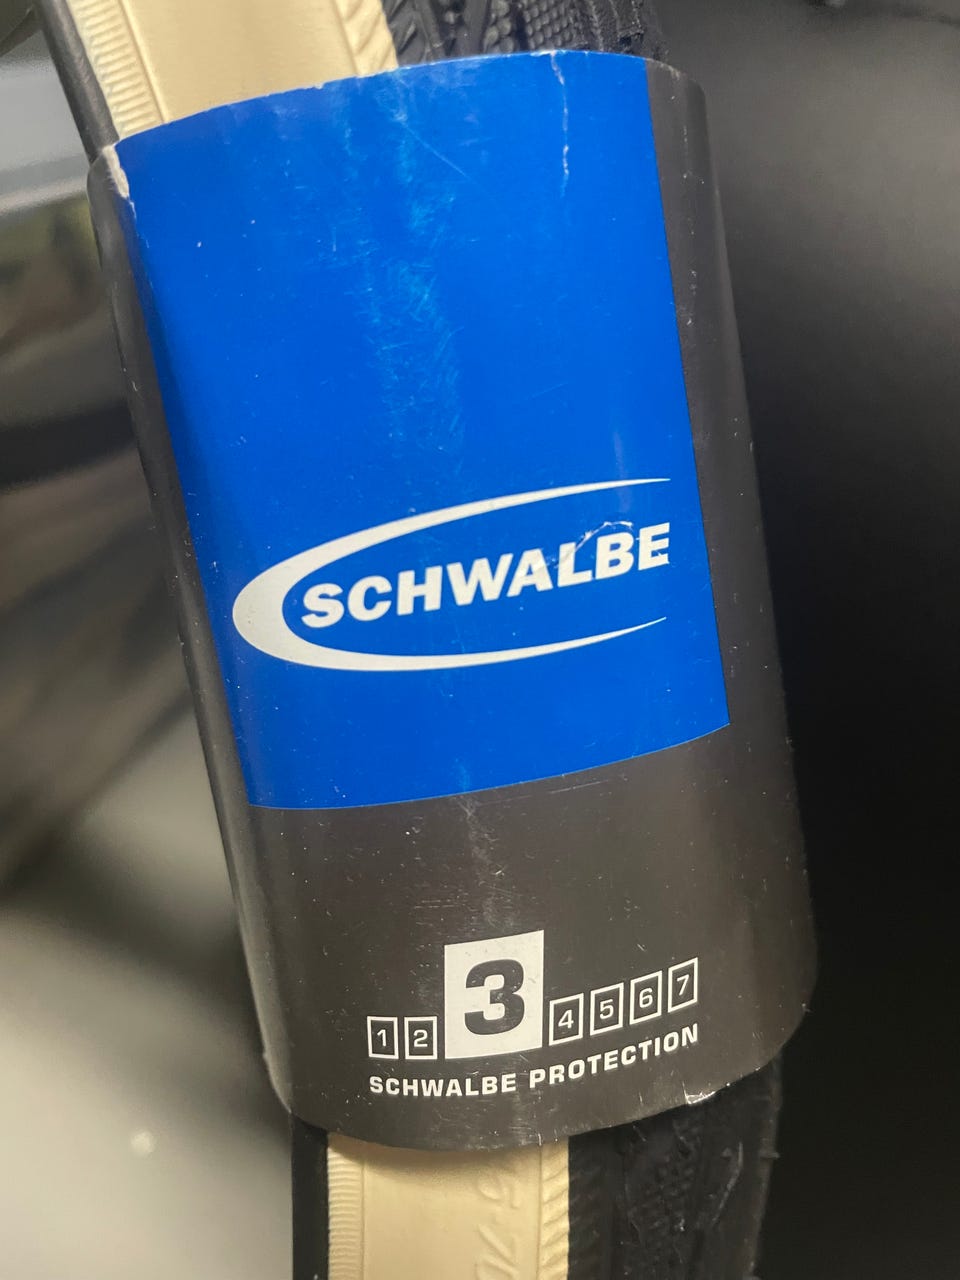 SCHWALBE
1 2 3 4 5 6 7
SCHWALBE PROTECTION